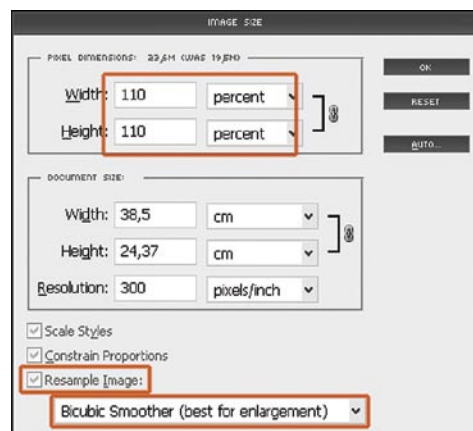 IMAGE SIZE
PIXEL DIMENSIONS: 23,6M (WAS 19,5M)
Width: 110 percent
Height: 110 percent
OK
RESET
AUTO...
DOCUMENT SIZE:
Width: 38,5 cm
Height: 24,37 cm
Resolution: 300 pixels/inch
Scale Styles
Constrain Proportions
Resample Image:
Bicubic Smoother (best for enlargement)